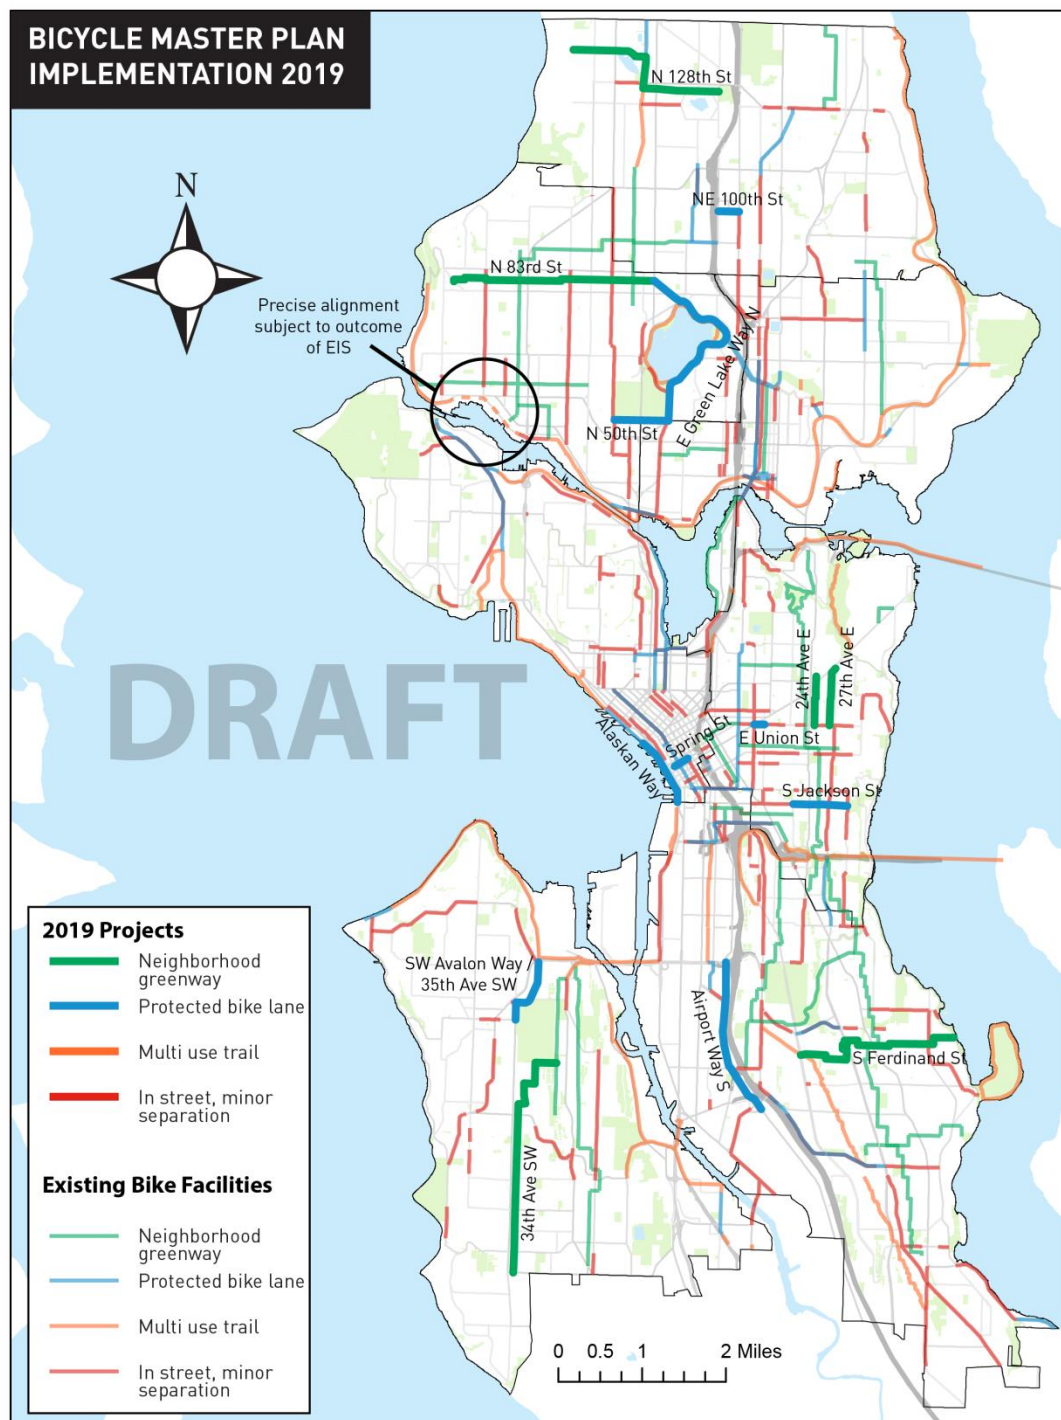 BICYCLE MASTER PLAN
IMPLEMENTATION 2019
N 128th St
N
NE 100th St
N 83rd St
Precise alignment
subject to outcome
of EIS
E Green Lake Way N
N 50th St
DRAFT
24th Ave E
27th Ave E
Alaskan Way
Spring St
E Union St
S Jackson St
SW Avalon Way /
35th Ave SW
Airport Way S
S Ferdinand St
34th Ave SW
2019 Projects
Neighborhood
greenway
Protected bike lane
Multi use trail
In street, minor
separation
Existing Bike Facilities
Neighborhood
greenway
Protected bike lane
Multi use trail
In street, minor
separation
0 0.5 1 2 Miles